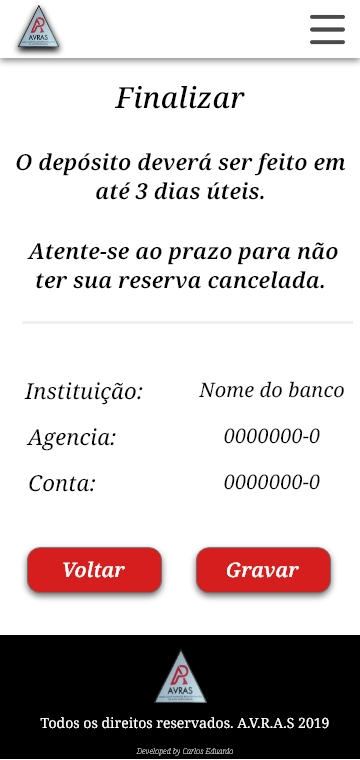 AVRAS
Finalizar
O depósito deverá ser feito em
até 3 dias úteis.
Atente-se ao prazo para não
ter sua reserva cancelada.
Instituição: Nome do banco
Agencia: 0000000-0
Conta: 0000000-0
Voltar Gravar
AVRAS
Todos os direitos reservados. A.V.R.A.S 2019
Developed by Carlos Eduardo